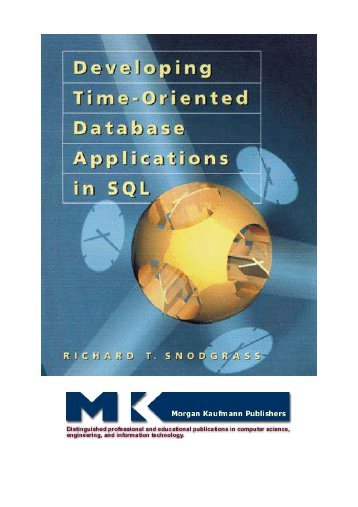 Developing
Time-Oriented
Database
Applications
in SQL
RICHARD T. SNODGRASS
MK
Morgan Kaufmann Publishers
Distinguished professional and educational publications in computer science,
engineering, and information technology.